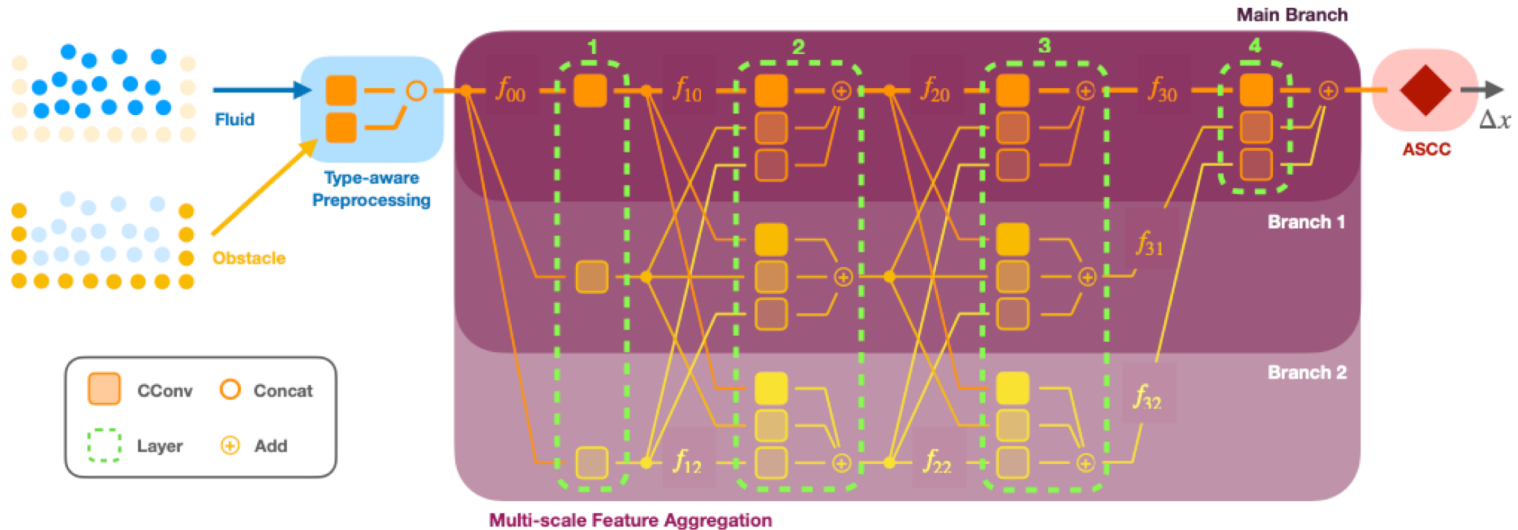 Main Branch
1
2
3
4
f₀₀
f₁₀
f₂₀
f₃₀
Fluid
Δx
ASCC
Type-aware
Preprocessing
Branch 1
f₃₁
Obstacle
Branch 2
CConv
Concat
f₃₂
Layer
Add
f₁₂
f₂₂
Multi-scale Feature Aggregation